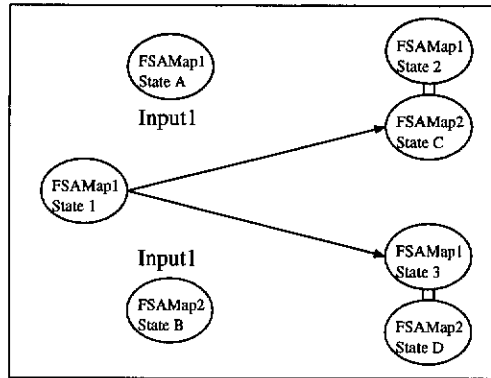 FSAMap1
State A
Input1
FSAMap1
State 1
Input1
FSAMap2
State B
FSAMap1
State 2
FSAMap2
State C
FSAMap1
State 3
FSAMap2
State D